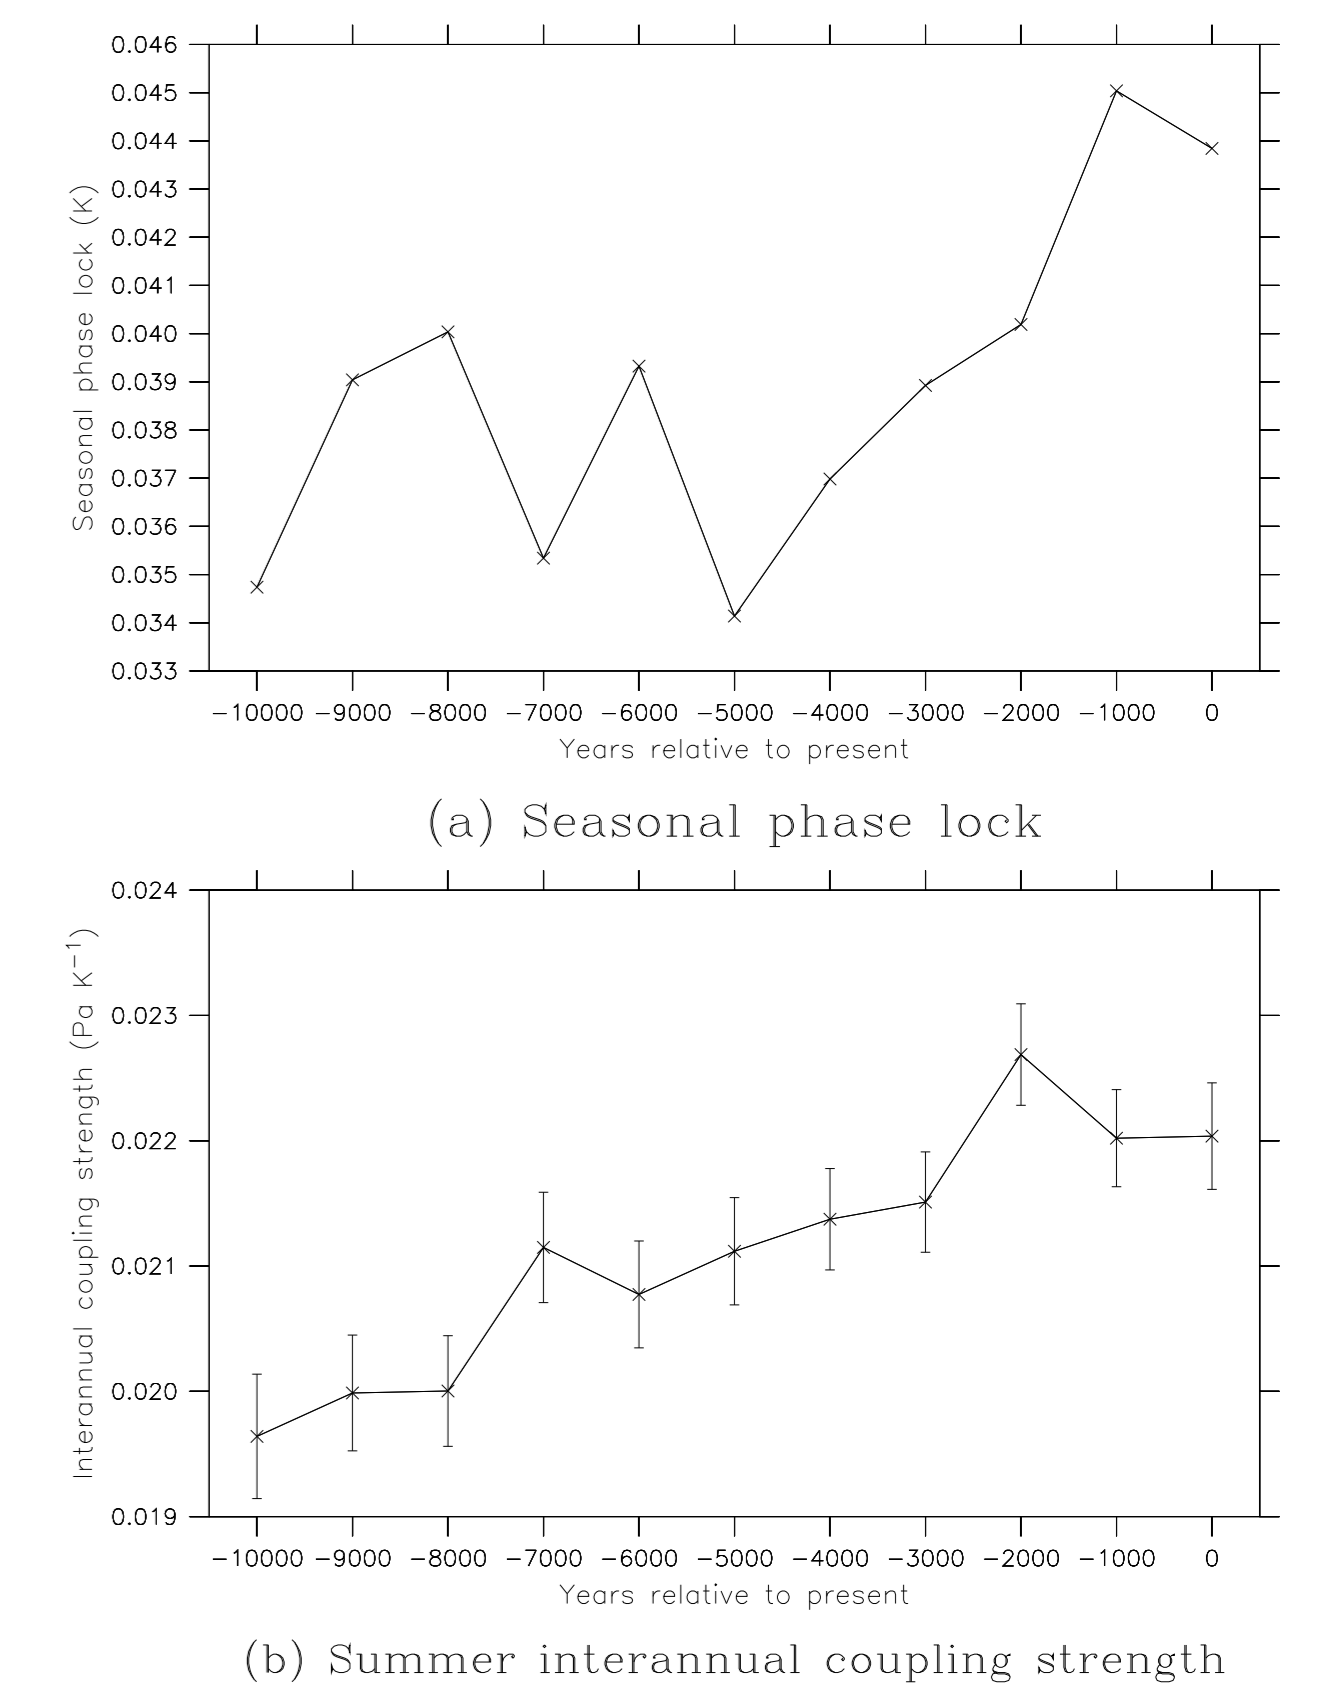 0.046
0.045
0.044
0.043
0.042
0.041
0.040
0.039
0.038
0.037
0.036
0.035
0.034
0.033
Seasonal phase lock (K)
−10000 −9000 −8000 −7000 −6000 −5000 −4000 −3000 −2000 −1000 0
Years relative to present
(a) Seasonal phase lock
0.024
0.023
0.022
0.021
0.020
0.019
Interannual coupling strength (Pa K⁻¹)
−10000 −9000 −8000 −7000 −6000 −5000 −4000 −3000 −2000 −1000 0
Years relative to present
(b) Summer interannual coupling strength